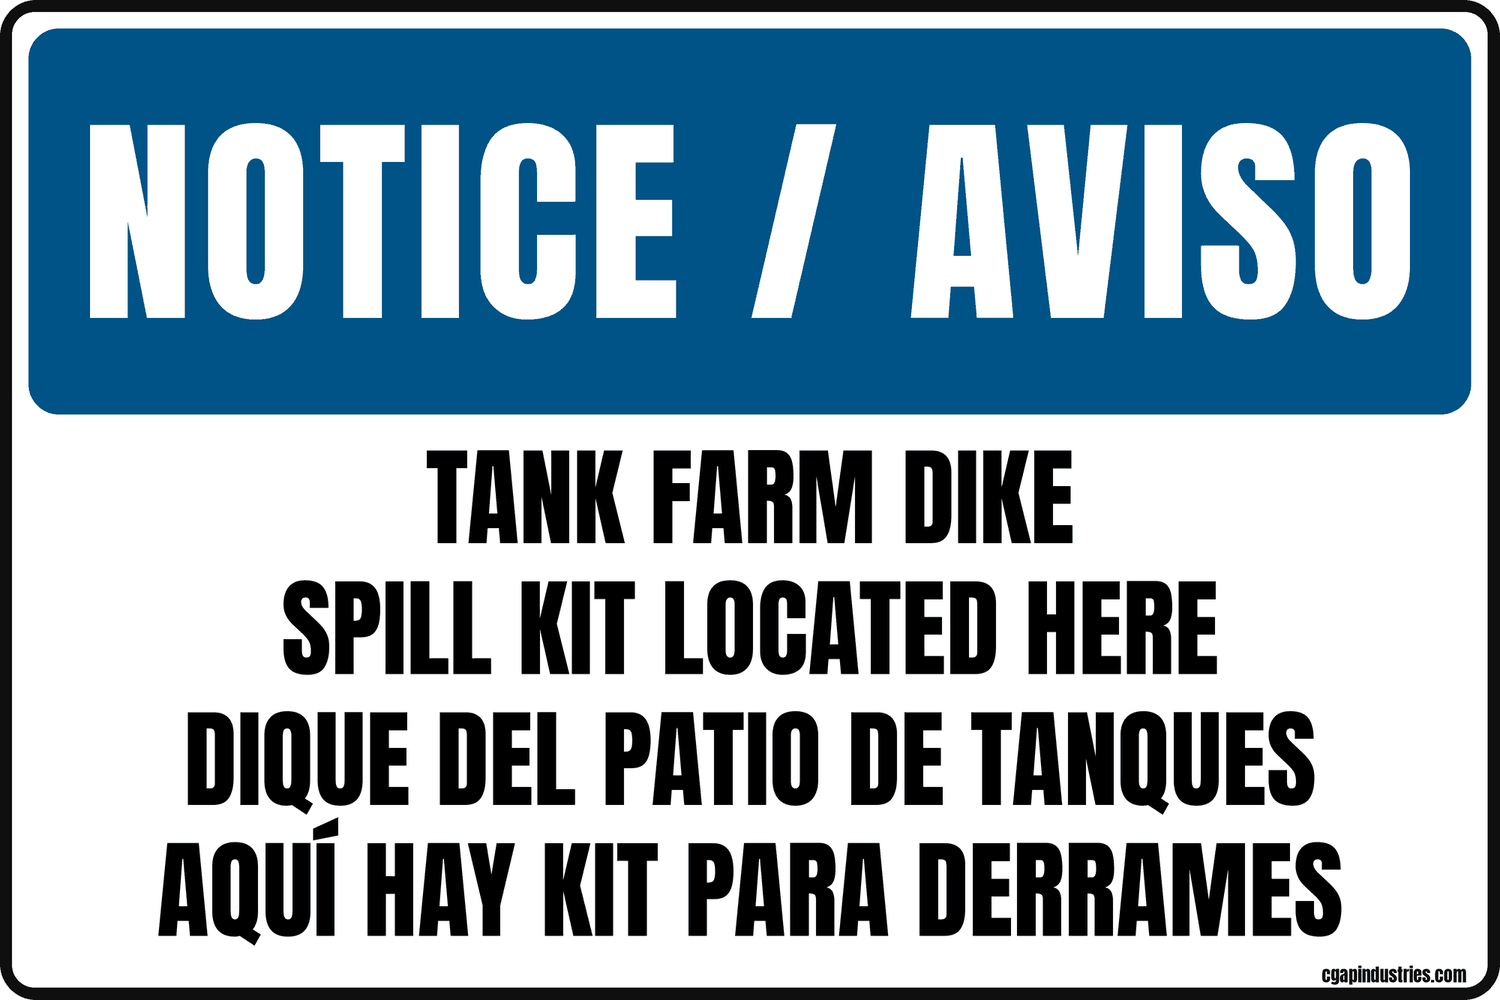 NOTICE / AVISO
TANK FARM DIKE
SPILL KIT LOCATED HERE
DIQUE DEL PATIO DE TANQUES
AQUÍ HAY KIT PARA DERRAMES
cgapindustries.com